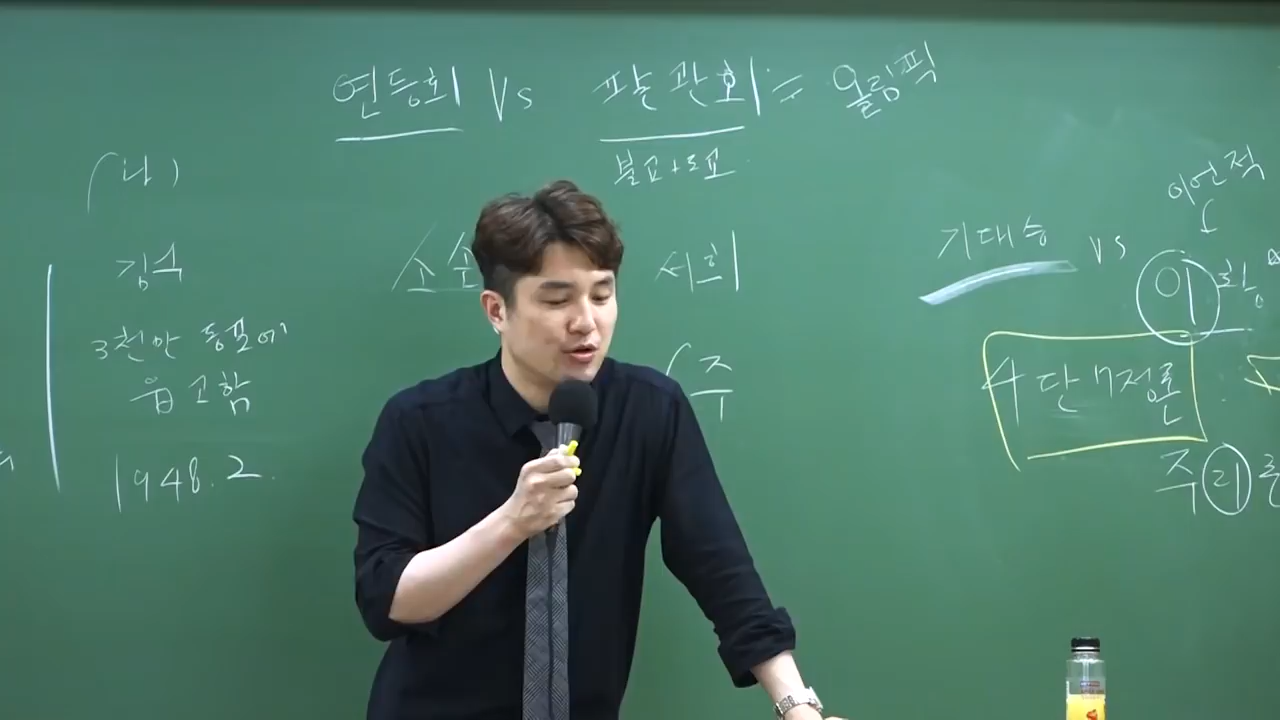 연등회 Vs 팔관회 = 올림픽
불교+도교
(나)
김식
3천만 동포에
읍고함
1948.2.
소손
서희
(주
이언적
기대승 vs 이황
4단7정론
주리론